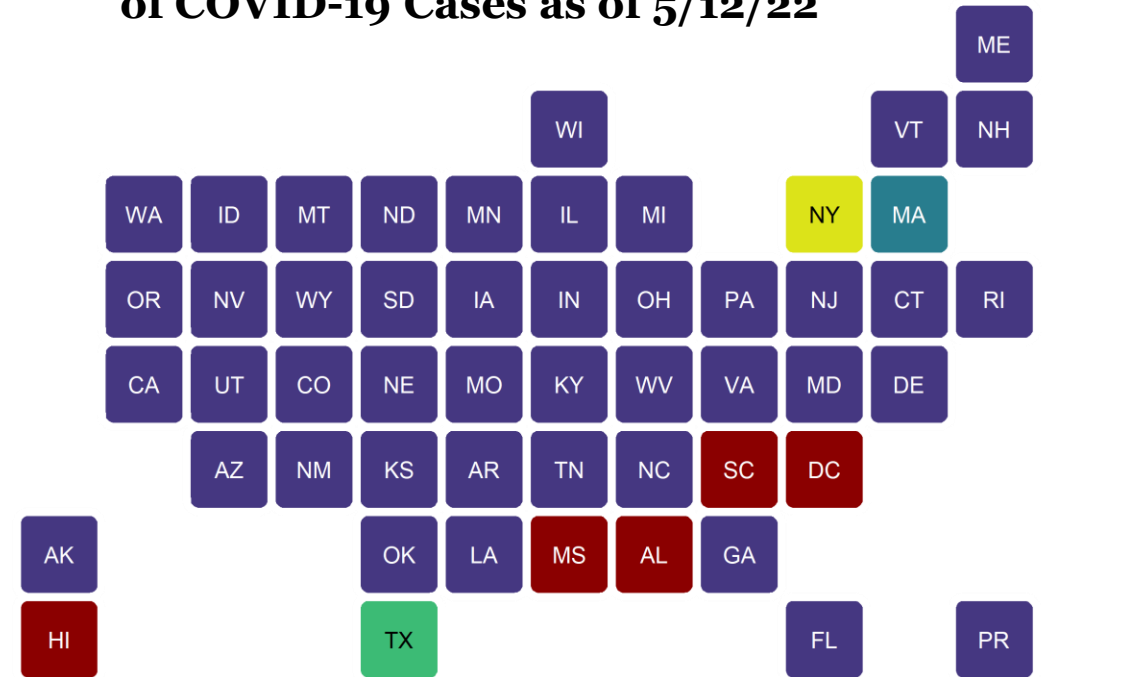 of COVID-19 Cases as of 5/12/22
ME
WI VT NH
WA ID MT ND MN IL MI NY MA
OR NV WY SD IA IN OH PA NJ CT RI
CA UT CO NE MO KY WV VA MD DE
AZ NM KS AR TN NC SC DC
AK OK LA MS AL GA
HI TX FL PR